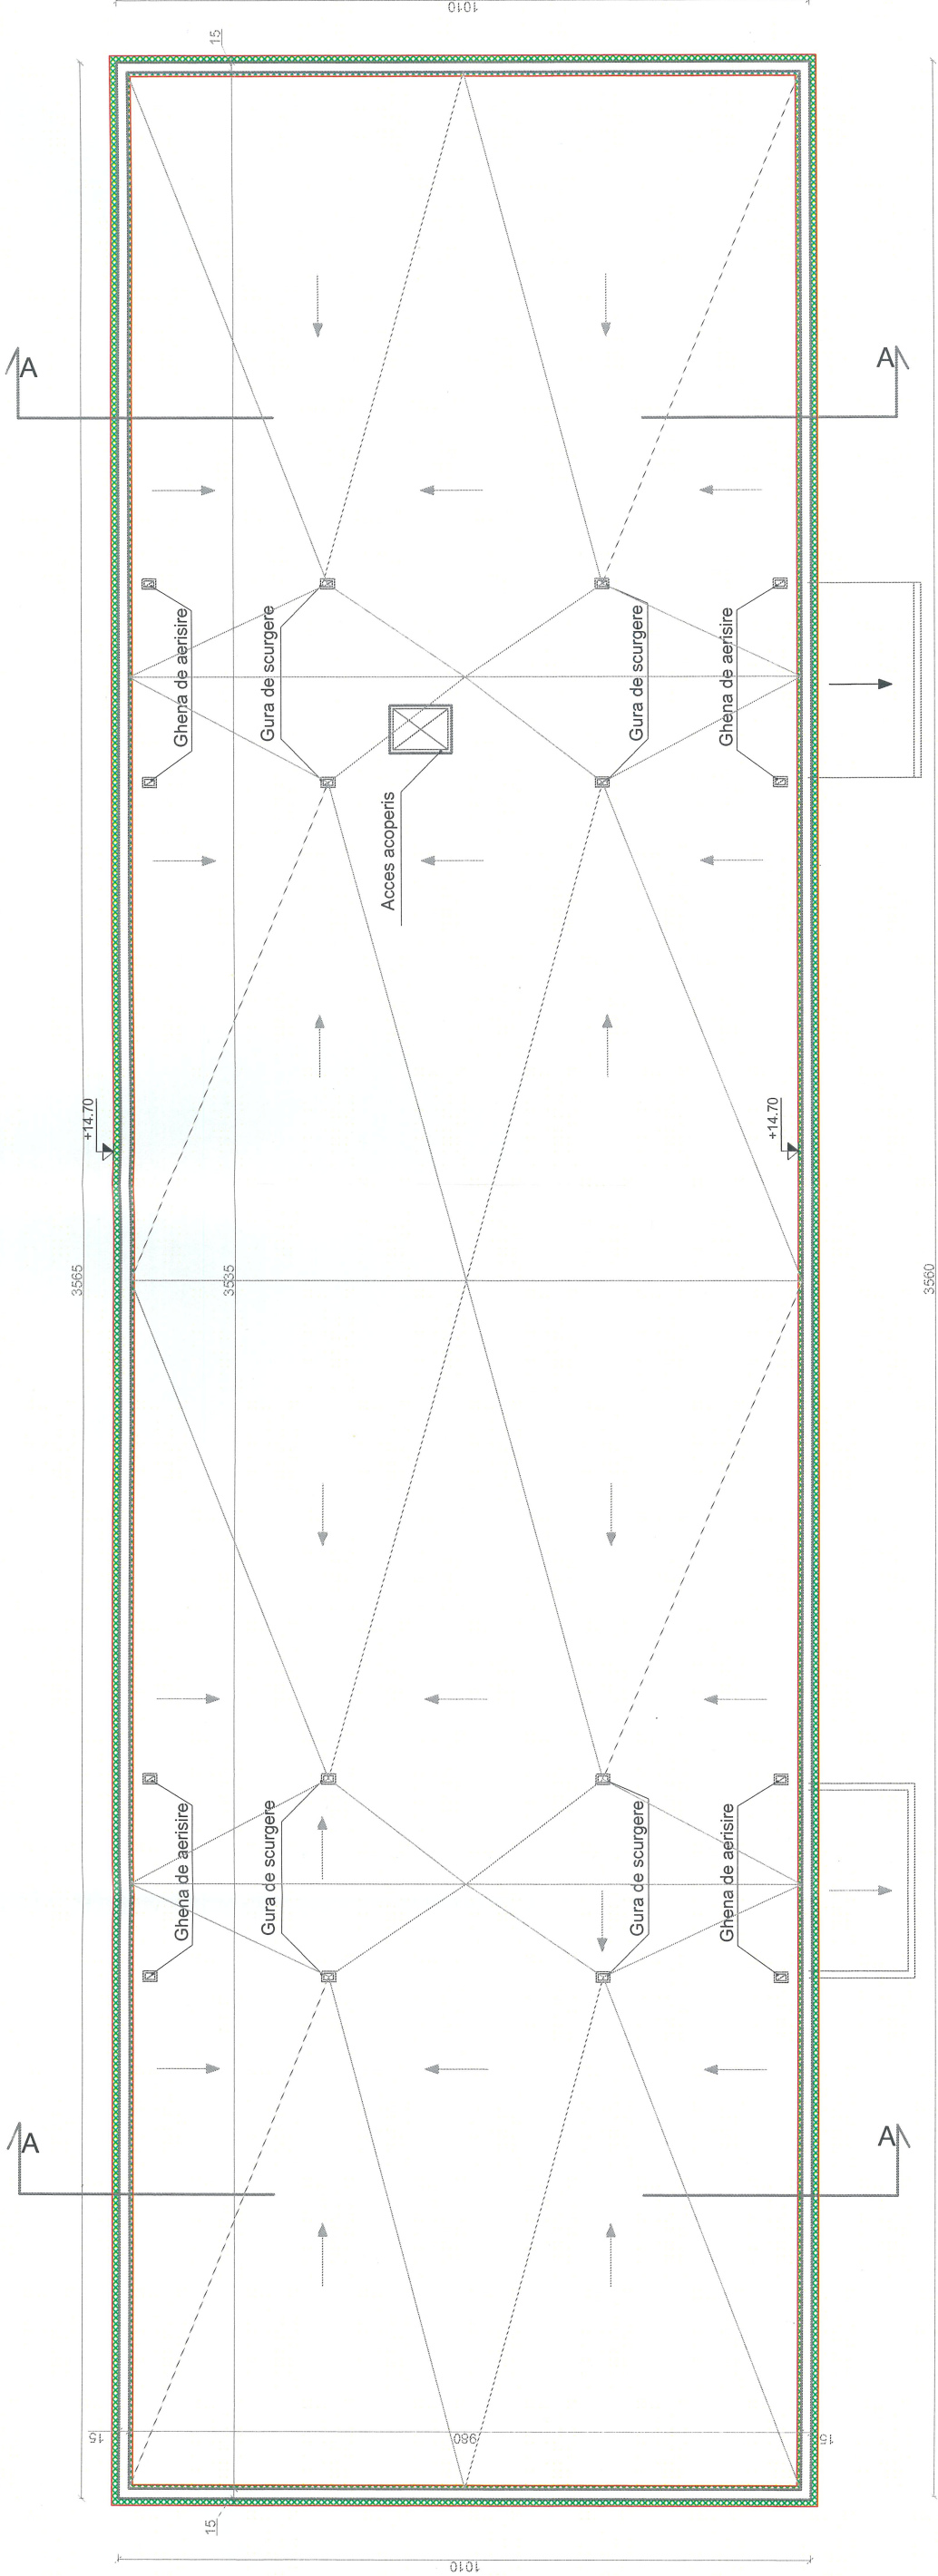 1010
15
A
A
Ghena de aerisire
Gura de scurgere
Gura de scurgere
Ghena de aerisire
Acces acoperis
+14.70
+14.70
3565
3535
3560
Ghena de aerisire
Gura de scurgere
Gura de scurgere
Ghena de aerisire
A
A
15
980
15
15
1010